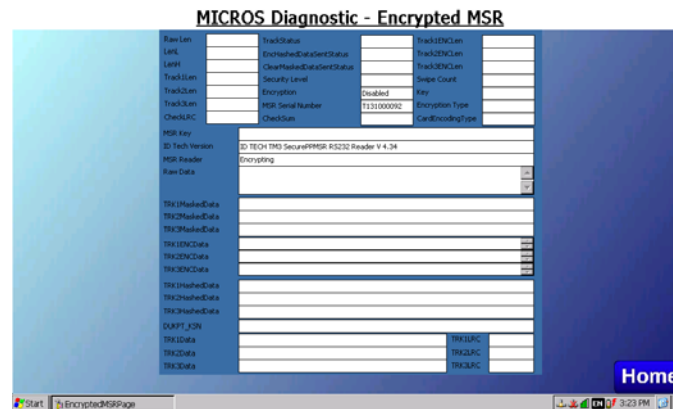 MICROS Diagnostic - Encrypted MSR
Raw Len TrackStatus Track1ENCLen
LenL EncHashedDataSentStatus Track2ENCLen
LenH ClearMaskedDataSentStatus Track3ENCLen
Track1Len Security Level Swipe Count
Track2Len Encryption Disabled Key
Track3Len MSR Serial Number T131000092 Encryption Type
CheckLRC CheckSum CardEncodingType
MSR Key
ID Tech Version ID TECH TM3 SecurePPMSR RS232 Reader V 4.34
MSR Reader Encrypting
Raw Data
TRK1MaskedData
TRK2MaskedData
TRK3MaskedData
TRK1ENCData
TRK2ENCData
TRK3ENCData
TRK1HashedData
TRK2HashedData
TRK3HashedData
DUKPT_KSN
TRK1Data TRK1LRC
TRK2Data TRK2LRC
TRK3Data TRK3LRC
Home
Start EncryptedMSRPage EN 3:23 PM